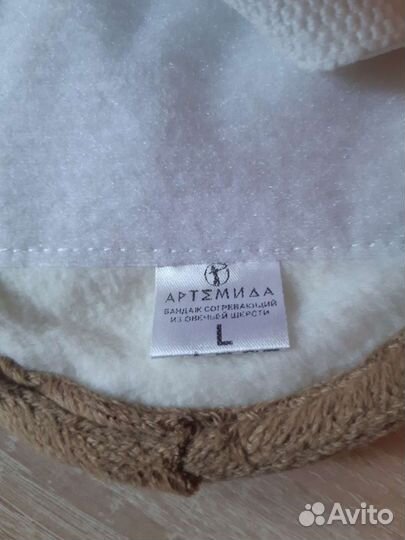 АРТЕМИДА
БАНДАЖ СОГРЕВАЮЩИЙ
ИЗ ОВЕЧЬЕЙ ШЕРСТИ
L
Avito